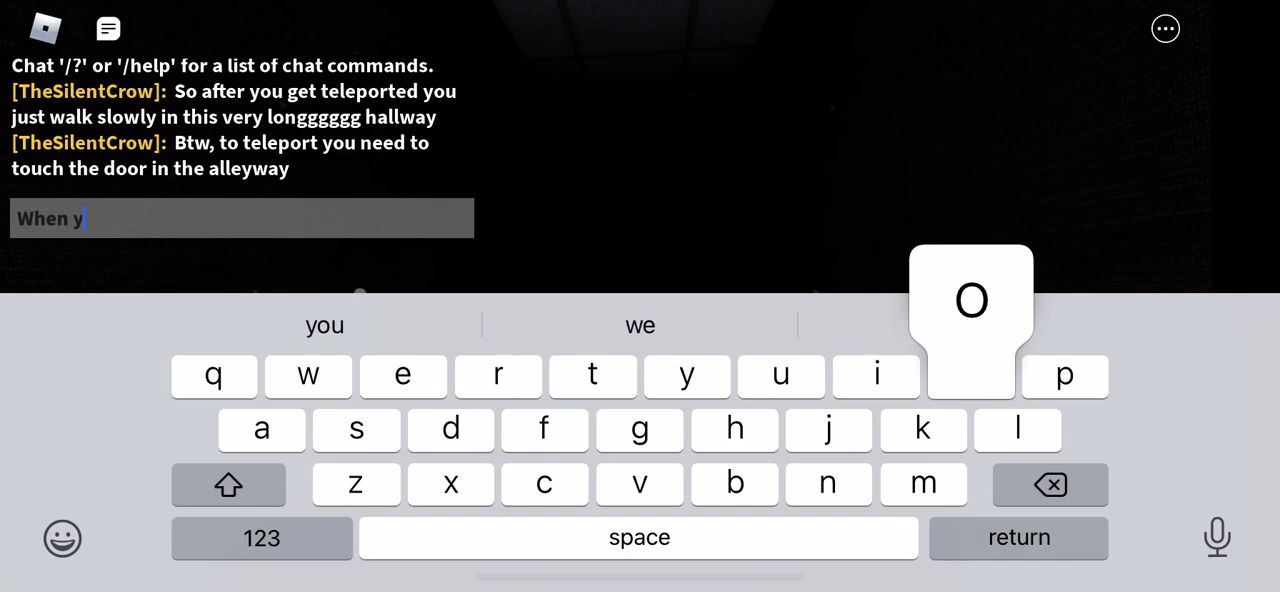 Chat '/?' or '/help' for a list of chat commands.
[TheSilentCrow]: So after you get teleported you
just walk slowly in this very longggggg hallway
[TheSilentCrow]: Btw, to teleport you need to
touch the door in the alleyway
When y
you we
O
q w e r t y u i p
a s d f g h j k l
z x c v b n m
123 space return